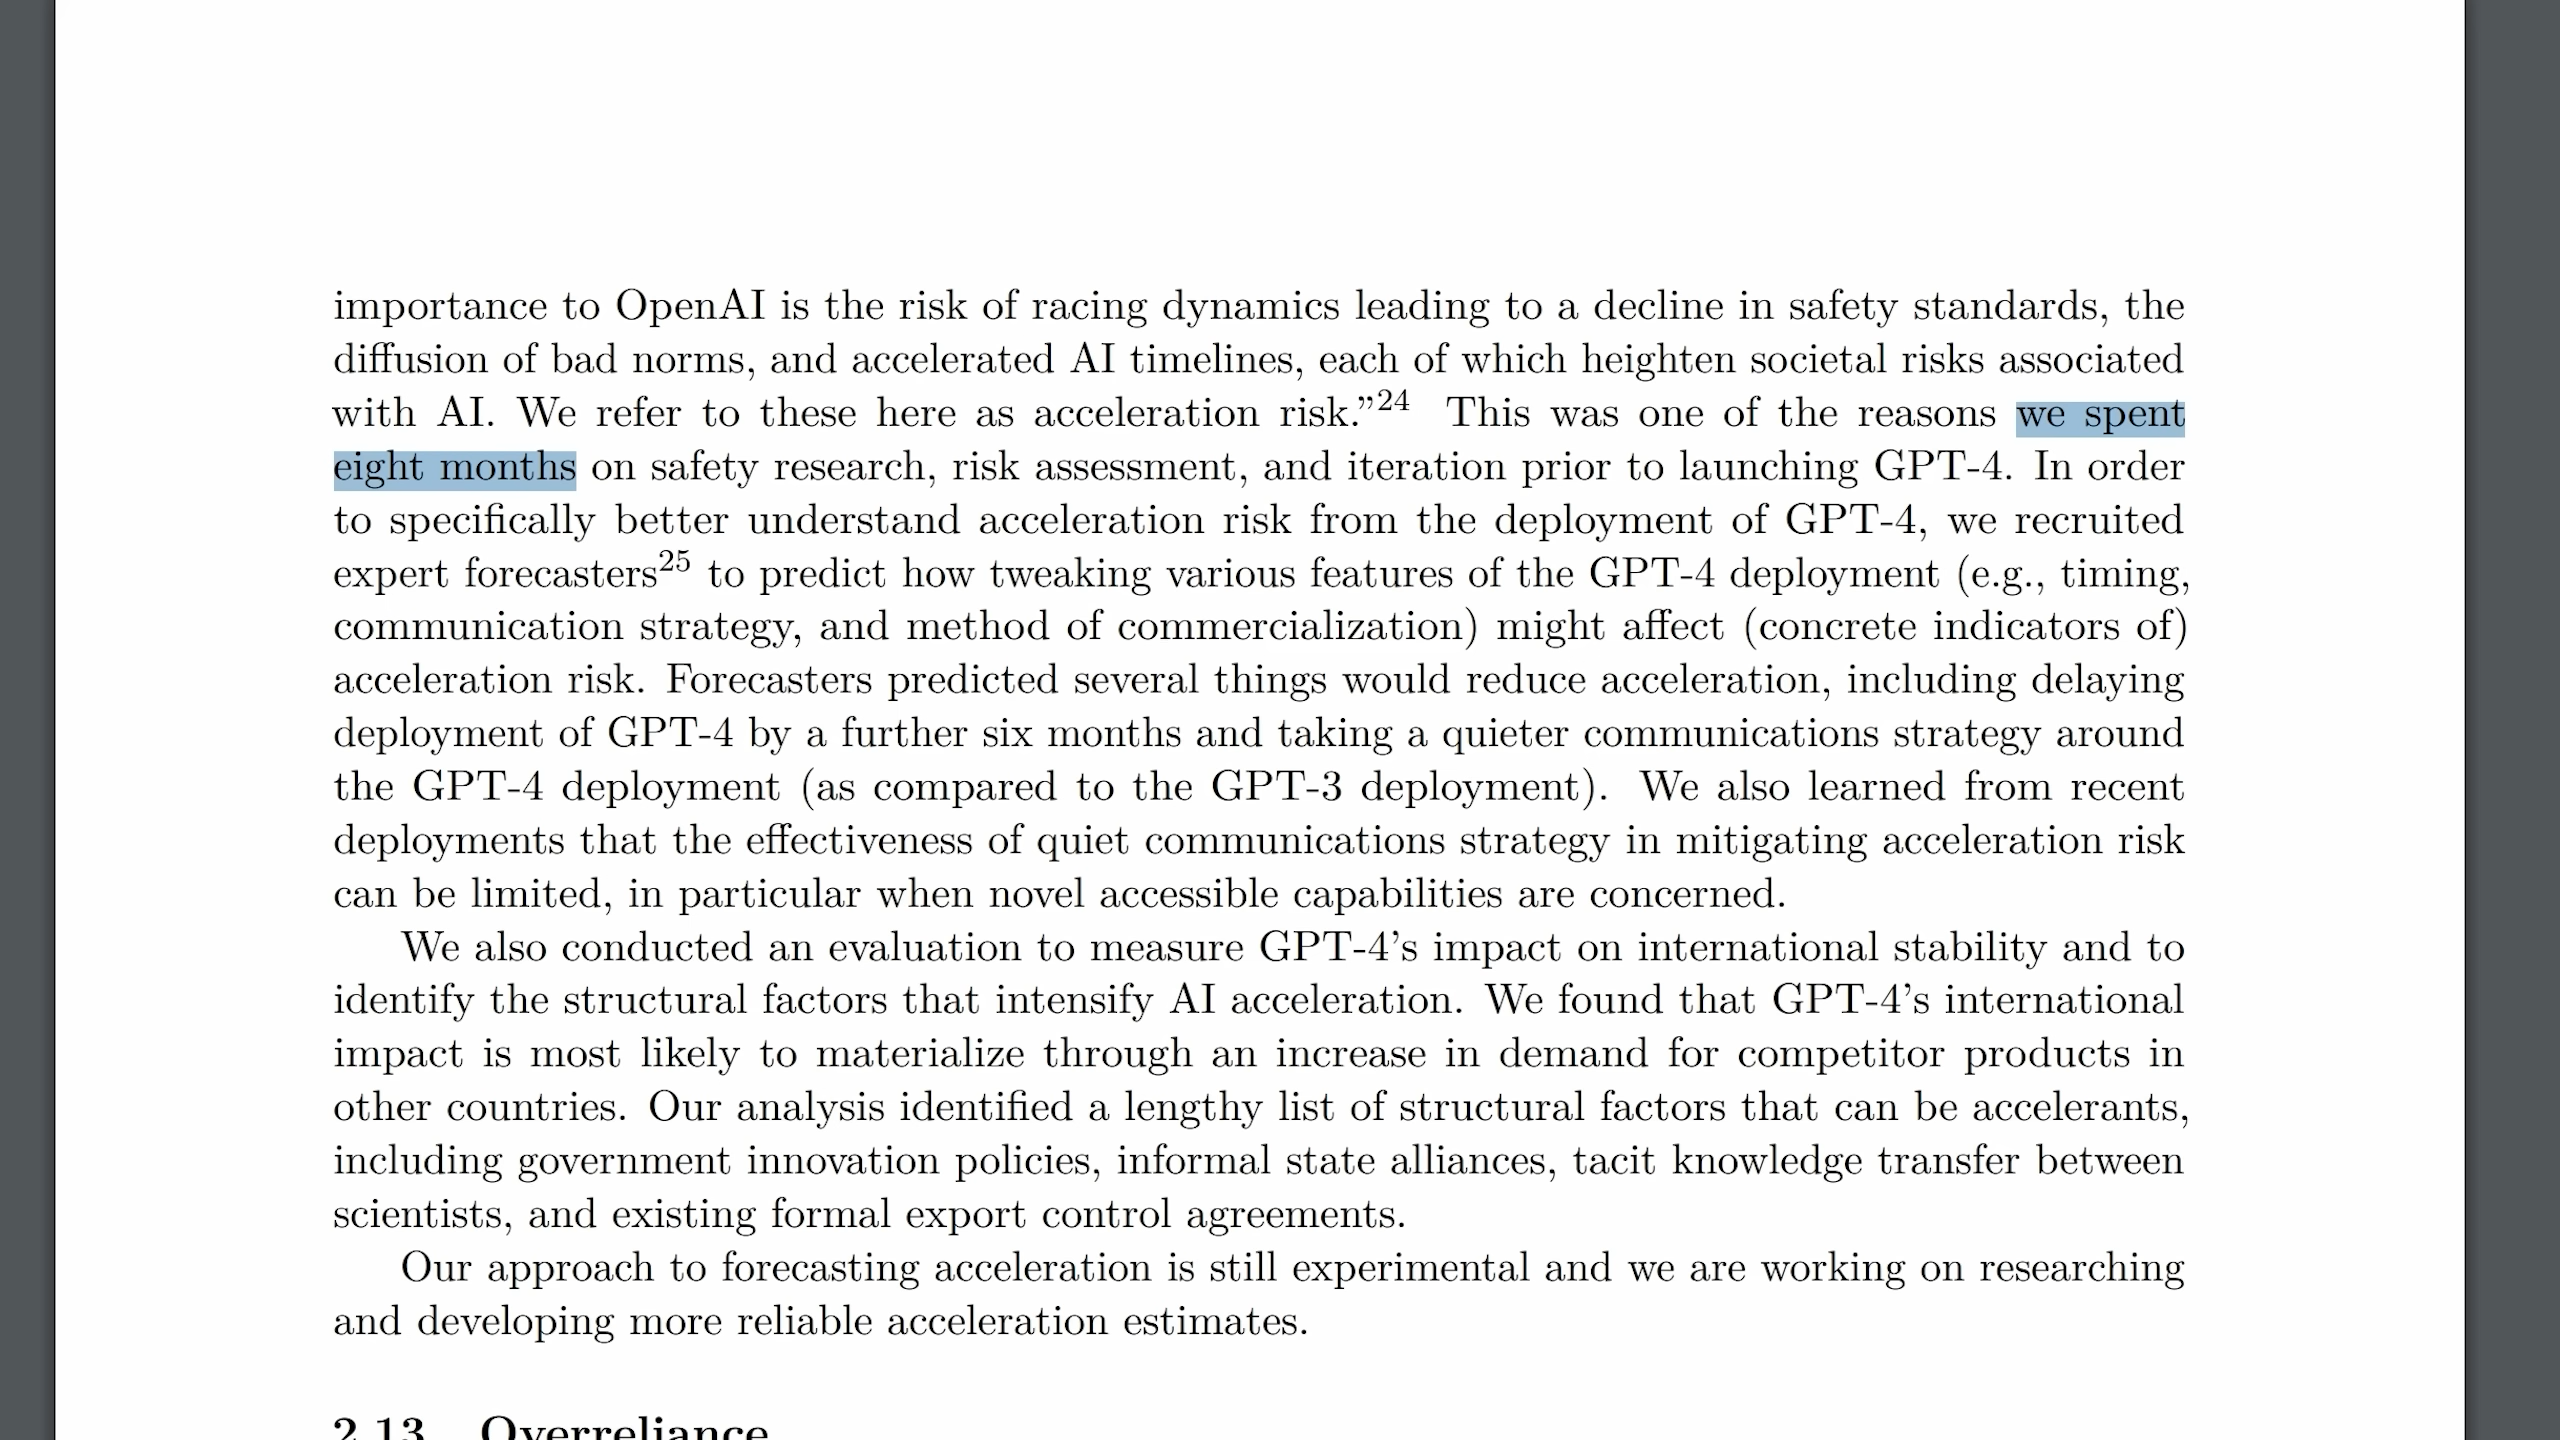 importance to OpenAI is the risk of racing dynamics leading to a decline in safety standards, the
diffusion of bad norms, and accelerated AI timelines, each of which heighten societal risks associated
with AI. We refer to these here as acceleration risk.”24 This was one of the reasons we spent
eight months on safety research, risk assessment, and iteration prior to launching GPT-4. In order
to specifically better understand acceleration risk from the deployment of GPT-4, we recruited
expert forecasters25 to predict how tweaking various features of the GPT-4 deployment (e.g., timing,
communication strategy, and method of commercialization) might affect (concrete indicators of)
acceleration risk. Forecasters predicted several things would reduce acceleration, including delaying
deployment of GPT-4 by a further six months and taking a quieter communications strategy around
the GPT-4 deployment (as compared to the GPT-3 deployment). We also learned from recent
deployments that the effectiveness of quiet communications strategy in mitigating acceleration risk
can be limited, in particular when novel accessible capabilities are concerned.
We also conducted an evaluation to measure GPT-4’s impact on international stability and to
identify the structural factors that intensify AI acceleration. We found that GPT-4’s international
impact is most likely to materialize through an increase in demand for competitor products in
other countries. Our analysis identified a lengthy list of structural factors that can be accelerants,
including government innovation policies, informal state alliances, tacit knowledge transfer between
scientists, and existing formal export control agreements.
Our approach to forecasting acceleration is still experimental and we are working on researching
and developing more reliable acceleration estimates.
2.13 Overreliance